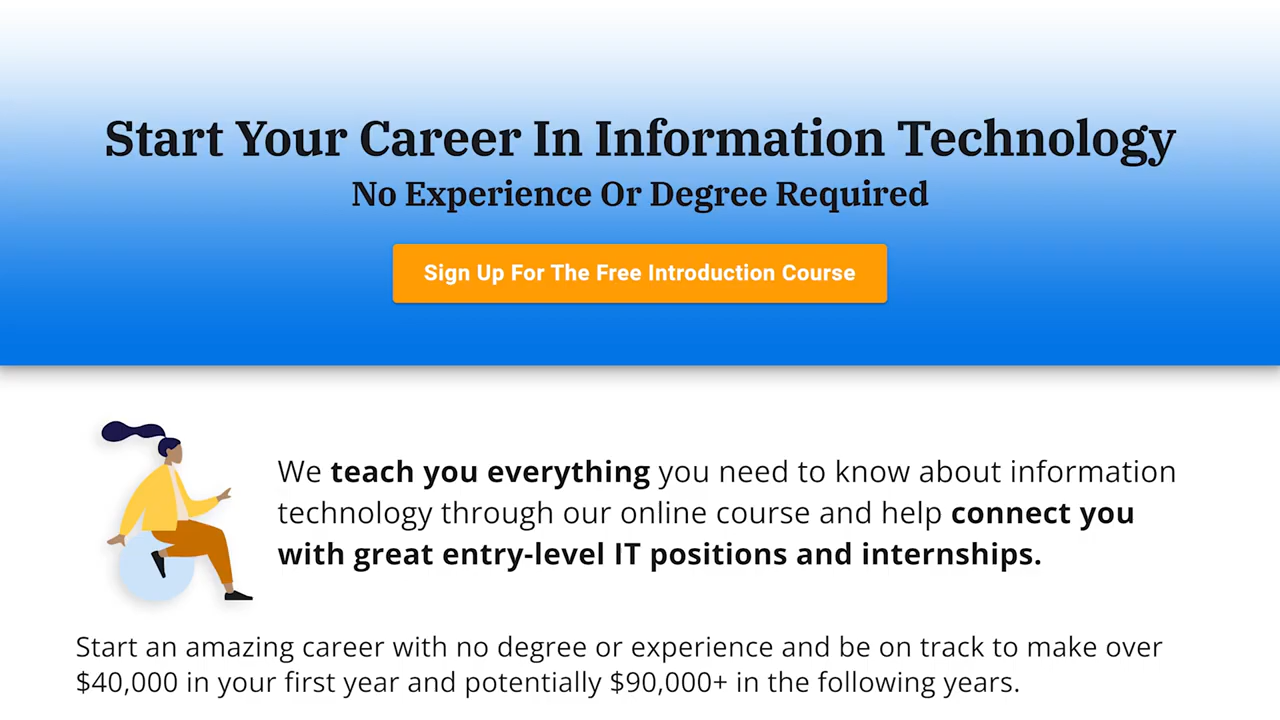 Start Your Career In Information Technology
No Experience Or Degree Required
Sign Up For The Free Introduction Course
We teach you everything you need to know about information
technology through our online course and help connect you
with great entry-level IT positions and internships.
Start an amazing career with no degree or experience and be on track to make over
$40,000 in your first year and potentially $90,000+ in the following years.